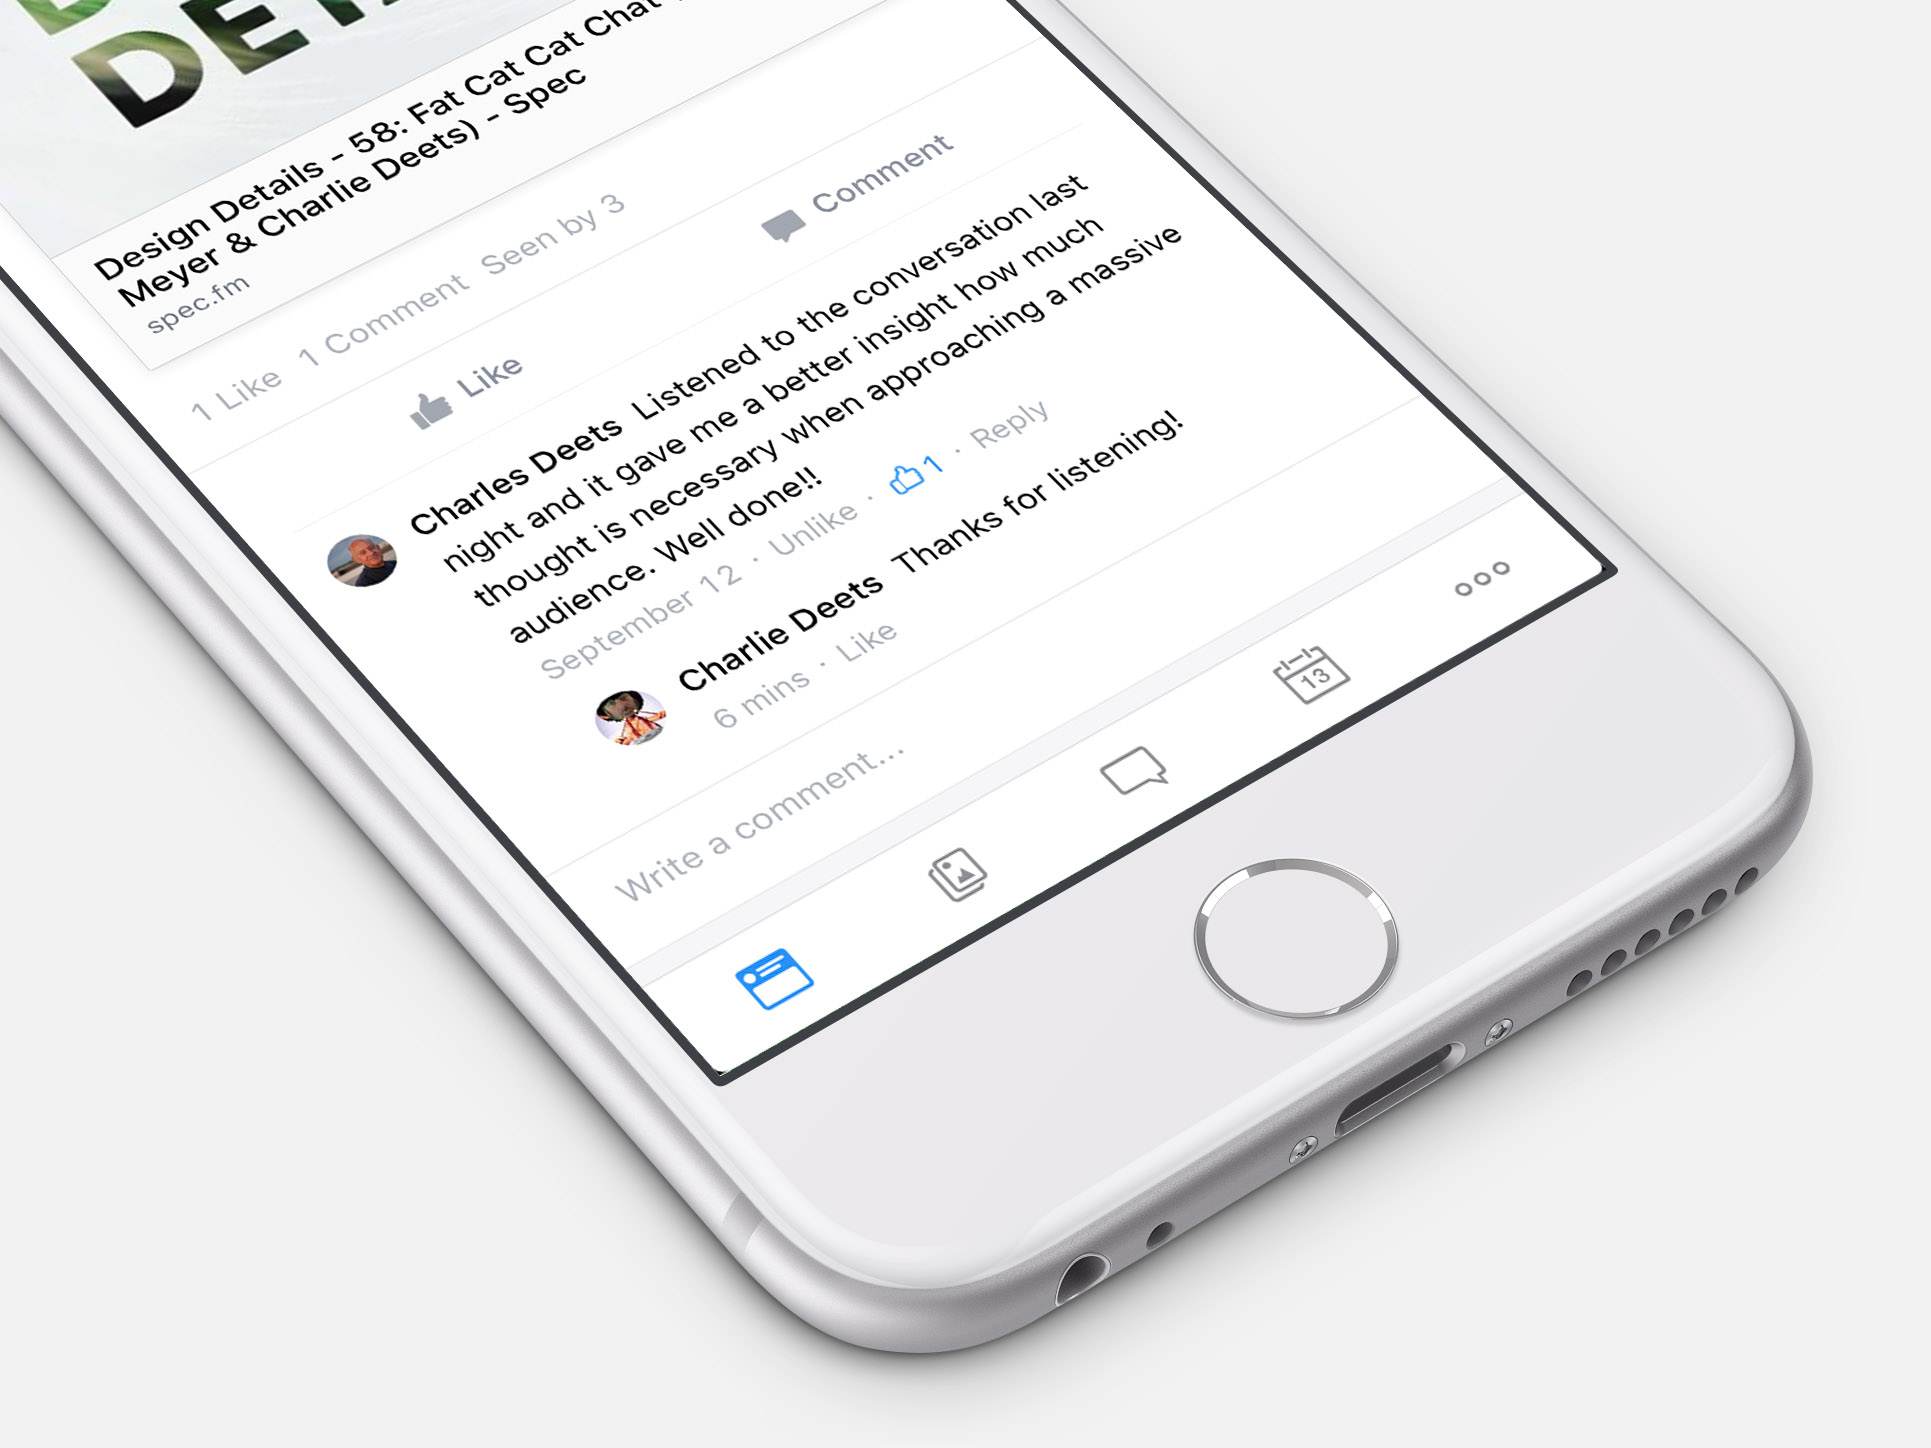 Design Details - 58: Fat Cat Cat Chat
Meyer & Charlie Deets) - Spec
spec.fm
1 Like 1 Comment Seen by 3
Like Comment
Charles Deets Listened to the conversation last
night and it gave me a better insight how much
thought is necessary when approaching a massive
audience. Well done!!
September 12 · Unlike · 1 · Reply
Charlie Deets Thanks for listening!
6 mins · Like
Write a comment...
13